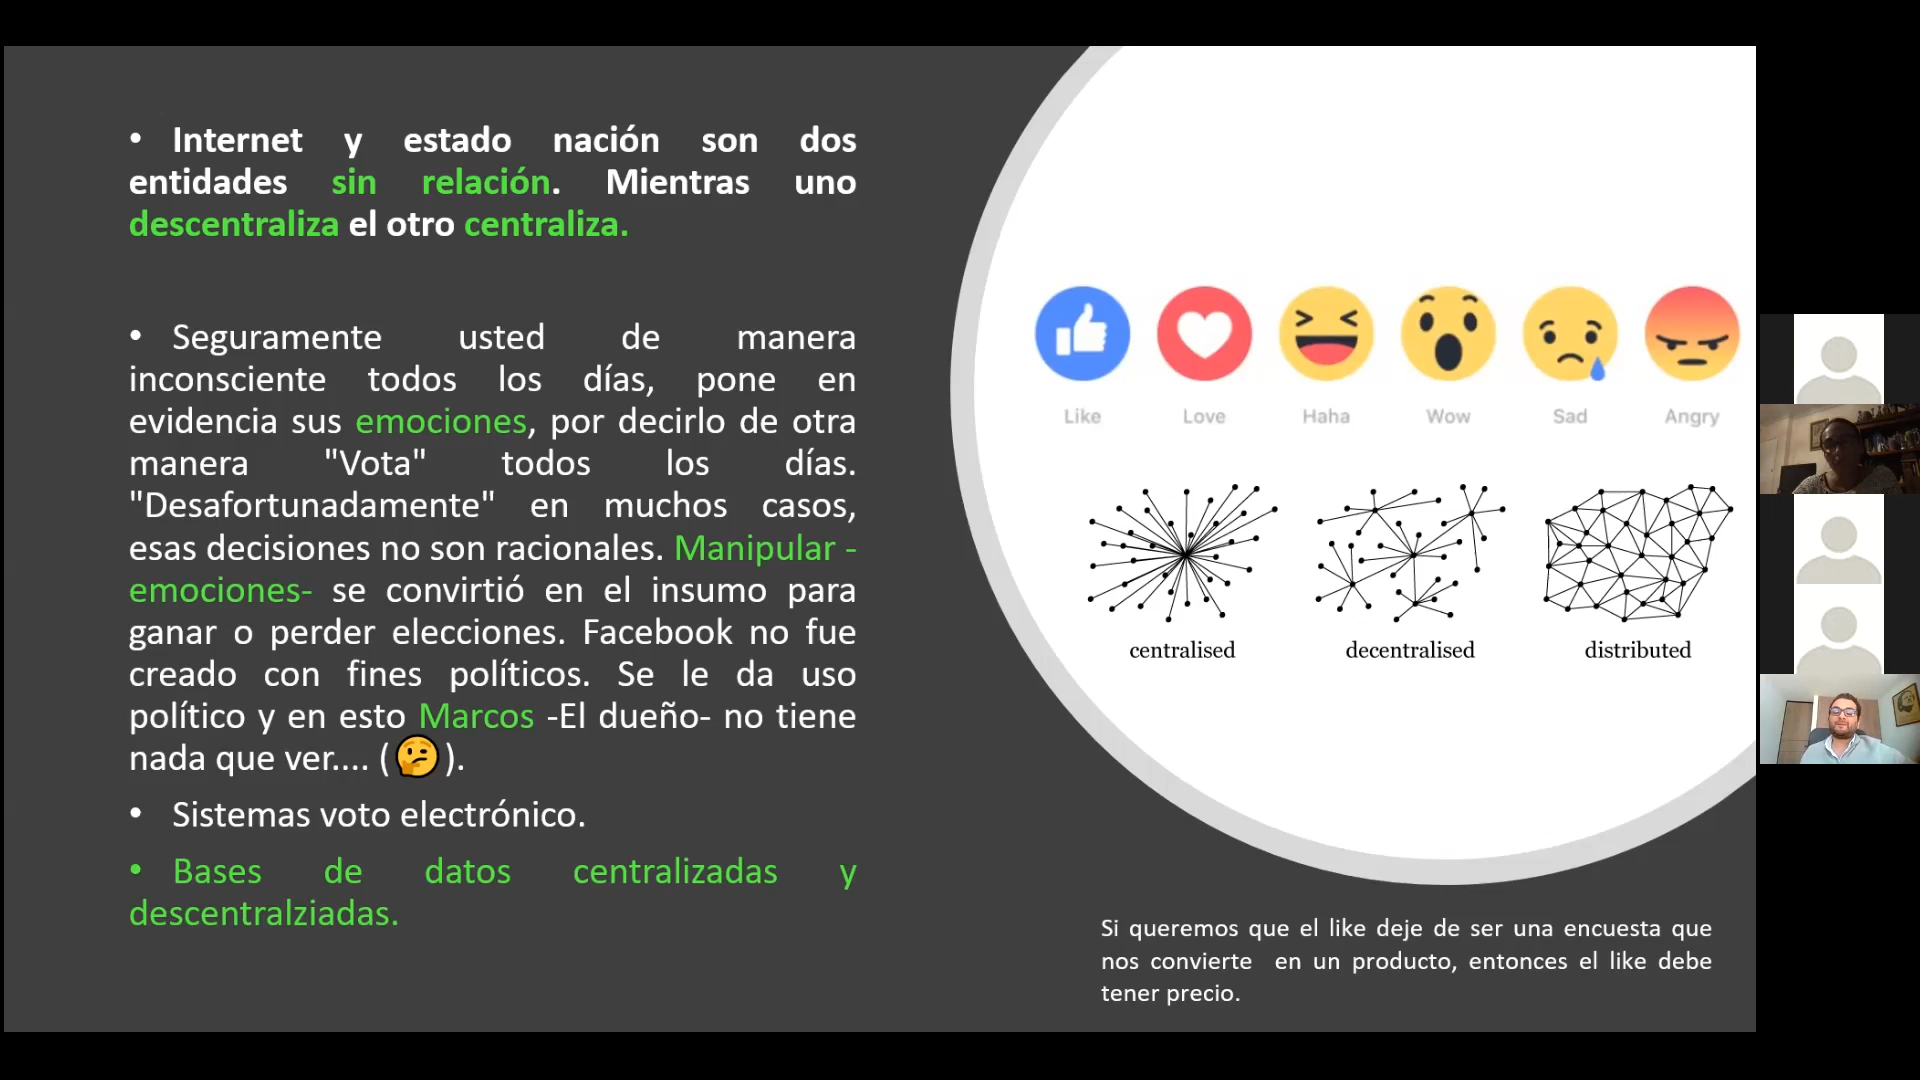 • Internet y estado nación son dos
entidades sin relación. Mientras uno
descentraliza el otro centraliza.
• Seguramente usted de manera
inconsciente todos los días, pone en
evidencia sus emociones, por decirlo de otra
manera "Vota" todos los días.
"Desafortunadamente" en muchos casos,
esas decisiones no son racionales. Manipular -
emociones- se convirtió en el insumo para
ganar o perder elecciones. Facebook no fue
creado con fines políticos. Se le da uso
político y en esto Marcos -El dueño- no tiene
nada que ver.... (🤔).
• Sistemas voto electrónico.
• Bases de datos centralizadas y
descentralziadas.
Like Love Haha Wow Sad Angry
centralised decentralised distributed
Si queremos que el like deje de ser una encuesta que
nos convierte en un producto, entonces el like debe
tener precio.